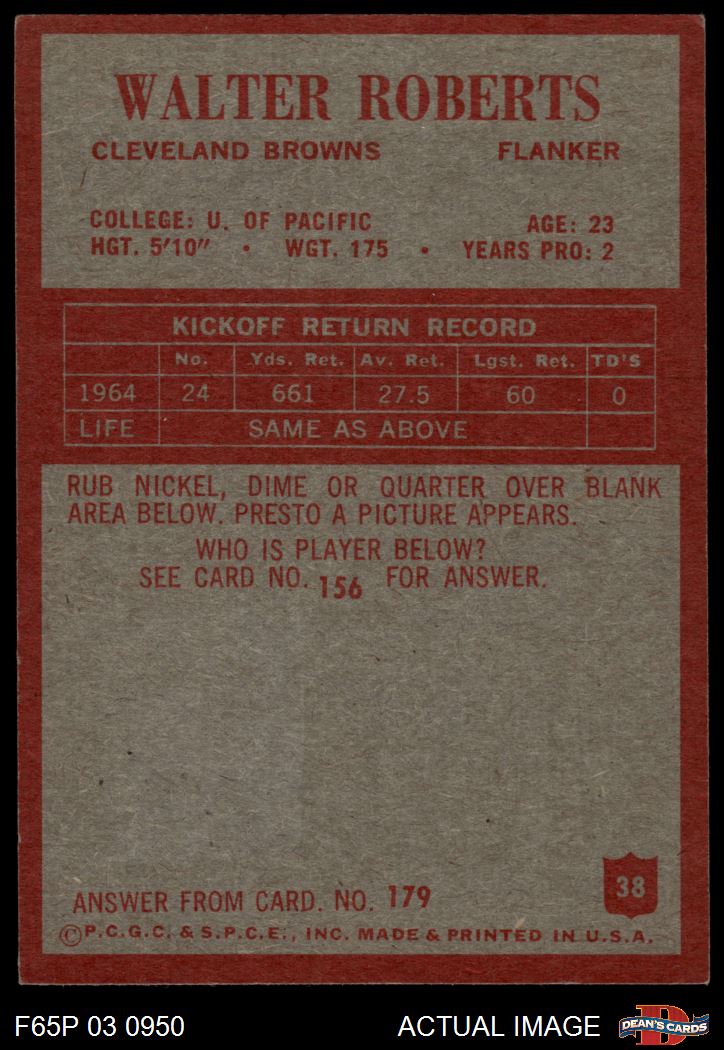 WALTER ROBERTS
CLEVELAND BROWNS FLANKER
COLLEGE: U. OF PACIFIC AGE: 23
HGT. 5'10" • WGT. 175 • YEARS PRO: 2
KICKOFF RETURN RECORD
No. Yds. Ret. Av. Ret. Lgst. Ret. TD'S
1964 24 661 27.5 60 0
LIFE SAME AS ABOVE
RUB NICKEL, DIME OR QUARTER OVER BLANK
AREA BELOW. PRESTO A PICTURE APPEARS.
WHO IS PLAYER BELOW?
SEE CARD NO. 156 FOR ANSWER.
38
ANSWER FROM CARD. NO. 179
©P.C.G.C. & S.P.C.E., INC. MADE & PRINTED IN U.S.A.
F65P 03 0950 ACTUAL IMAGE
D
DEAN'S CARDS